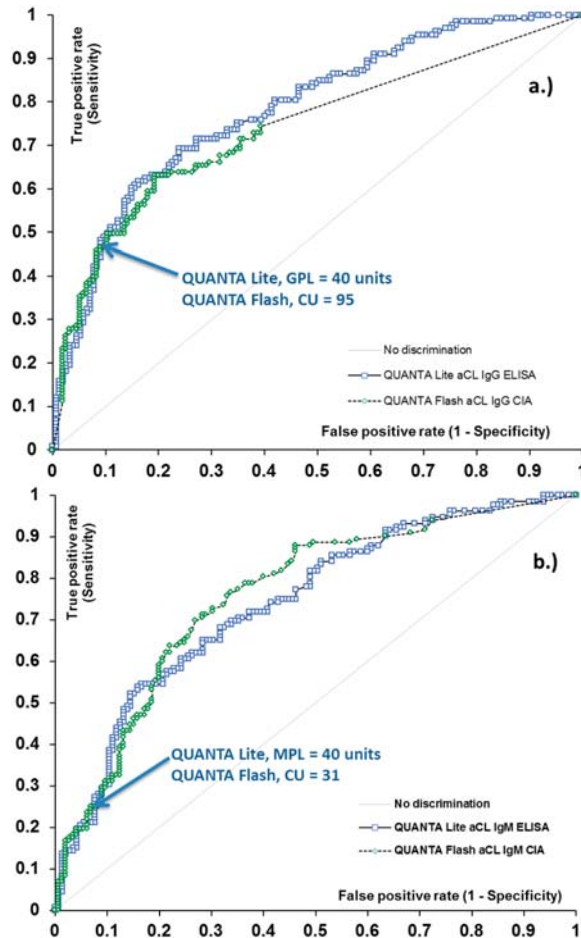 1
0.9
0.8
0.7
0.6
0.5
0.4
0.3
0.2
0.1
0
True positive rate
(Sensitivity)
a.)
QUANTA Lite, GPL = 40 units
QUANTA Flash, CU = 95
No discrimination
QUANTA Lite aCL IgG ELISA
QUANTA Flash aCL IgG CIA
False positive rate (1 - Specificity)
0 0.1 0.2 0.3 0.4 0.5 0.6 0.7 0.8 0.9 1
1
0.9
0.8
0.7
0.6
0.5
0.4
0.3
0.2
0.1
0
True positive rate
(Sensitivity)
b.)
QUANTA Lite, MPL = 40 units
QUANTA Flash, CU = 31
No discrimination
QUANTA Lite aCL IgM ELISA
QUANTA Flash aCL IgM CIA
False positive rate (1 - Specificity)
0 0.1 0.2 0.3 0.4 0.5 0.6 0.7 0.8 0.9 1